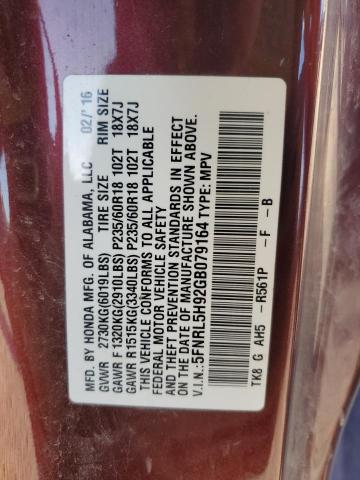 MFD. BY HONDA MFG. OF ALABAMA, LLC 02/'16
GVWR 2730KG(6019LBS) TIRE SIZE RIM SIZE
GAWR F 1320KG(2910LBS) P235/60R18 102T 18X7J
GAWR R1515KG(3340LBS) P235/60R18 102T 18X7J
THIS VEHICLE CONFORMS TO ALL APPLICABLE
FEDERAL MOTOR VEHICLE SAFETY
AND THEFT PREVENTION STANDARDS IN EFFECT
ON THE DATE OF MANUFACTURE SHOWN ABOVE.
V.I.N.:5FNRL5H92GB079164 TYPE: MPV
TK8 G AH5 -R561P -F -B